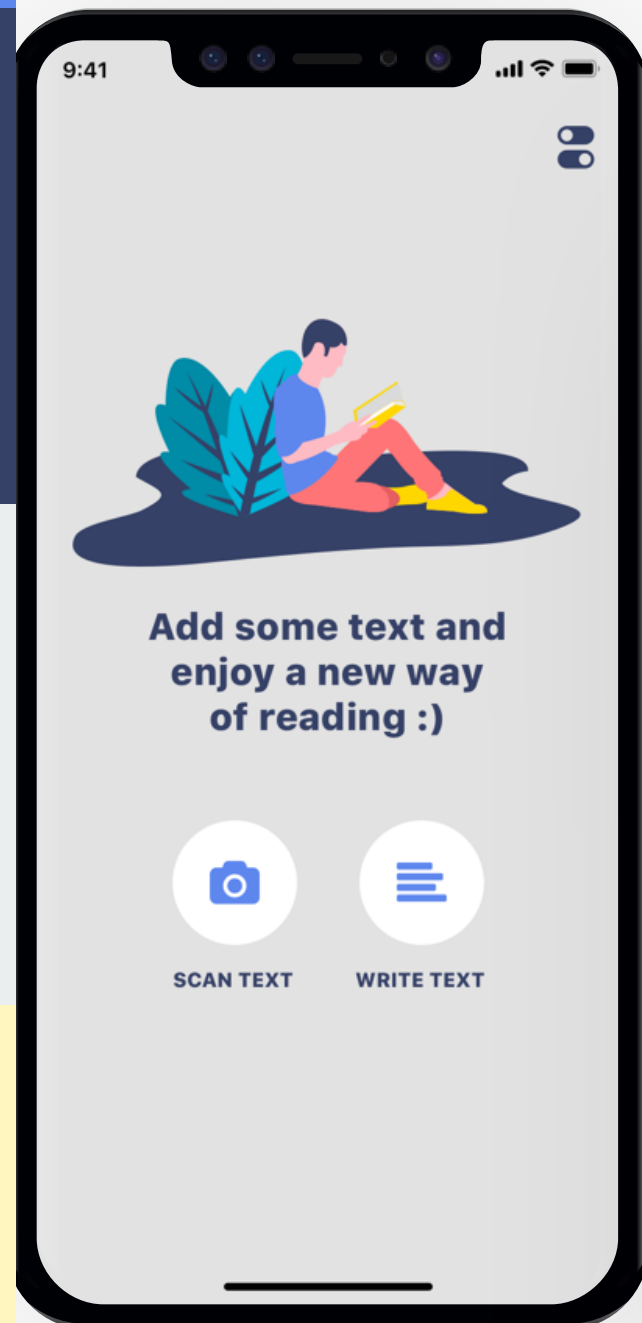 9:41
Add some text and
enjoy a new way
of reading :)
SCAN TEXT
WRITE TEXT